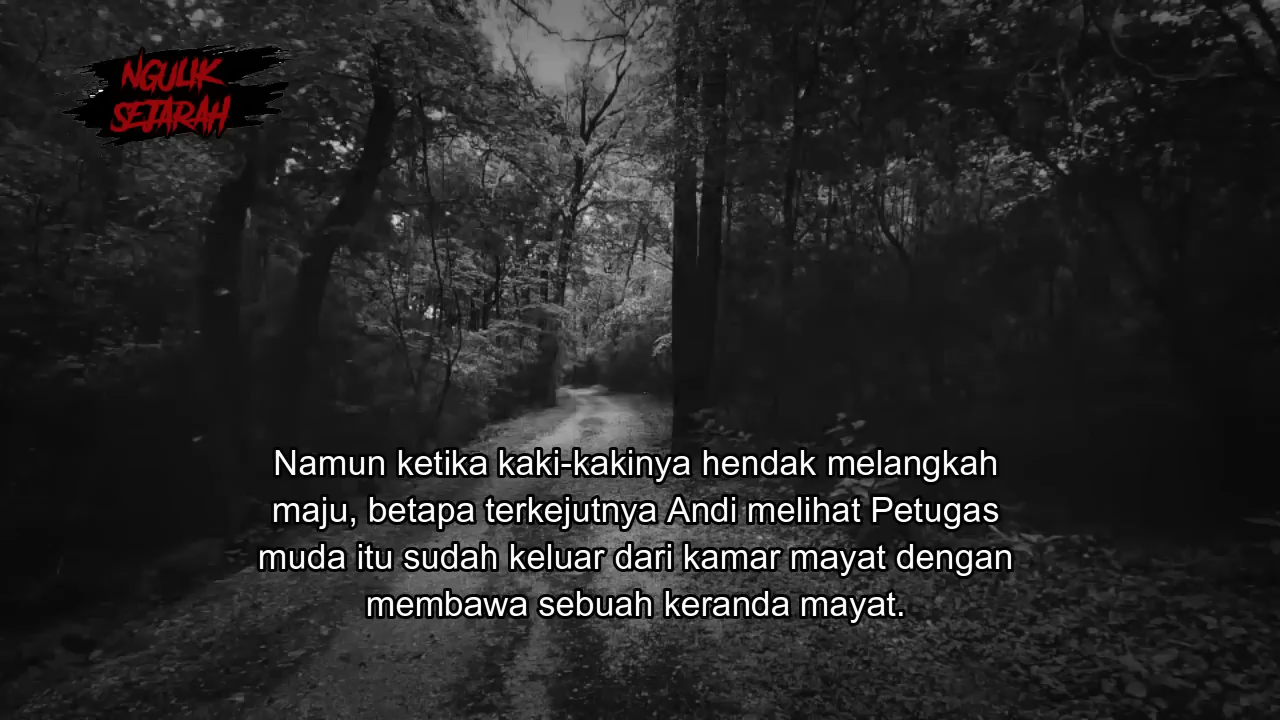 NGULIK
SEJARAH
Namun ketika kaki-kakinya hendak melangkah
maju, betapa terkejutnya Andi melihat Petugas
muda itu sudah keluar dari kamar mayat dengan
membawa sebuah keranda mayat.